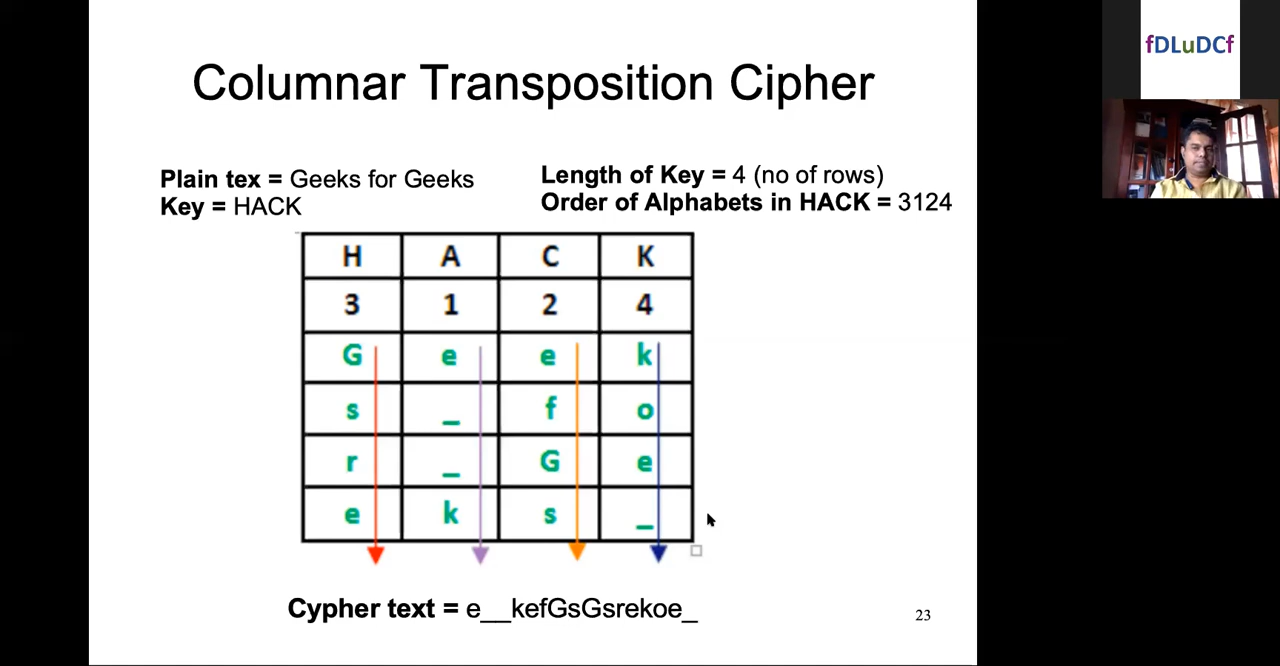 Columnar Transposition Cipher
fDLuDCf
Plain tex = Geeks for Geeks
Key = HACK
Length of Key = 4 (no of rows)
Order of Alphabets in HACK = 3124
H A C K
3 1 2 4
G e e k
s _ f o
r _ G e
e k s _
Cypher text = e__kefGsGsrekoe_
23